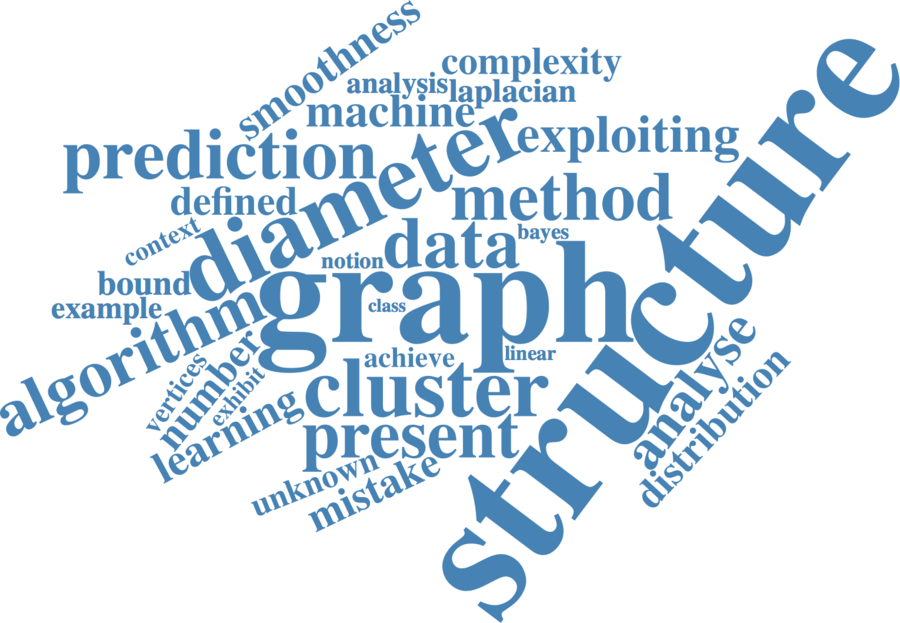 smoothness
complexity
analysis
laplacian
machine
structure
prediction
diameter
exploiting
defined
method
context
data
bayes
notion
bound
graph
example
class
algorithm
number
achieve
linear
vertices
exhibit
cluster
analyse
learning
present
distribution
unknown
mistake